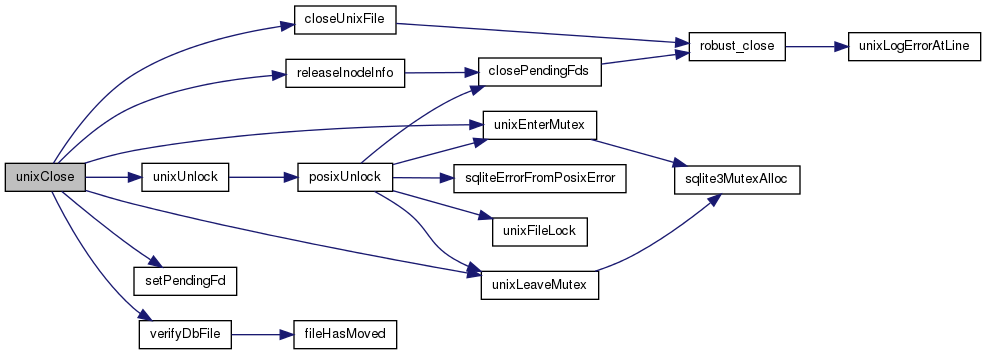 closeUnixFile
robust_close
unixLogErrorAtLine
releaseInodeInfo
closePendingFds
unixEnterMutex
unixClose
unixUnlock
posixUnlock
sqliteErrorFromPosixError
sqlite3MutexAlloc
unixFileLock
setPendingFd
unixLeaveMutex
verifyDbFile
fileHasMoved